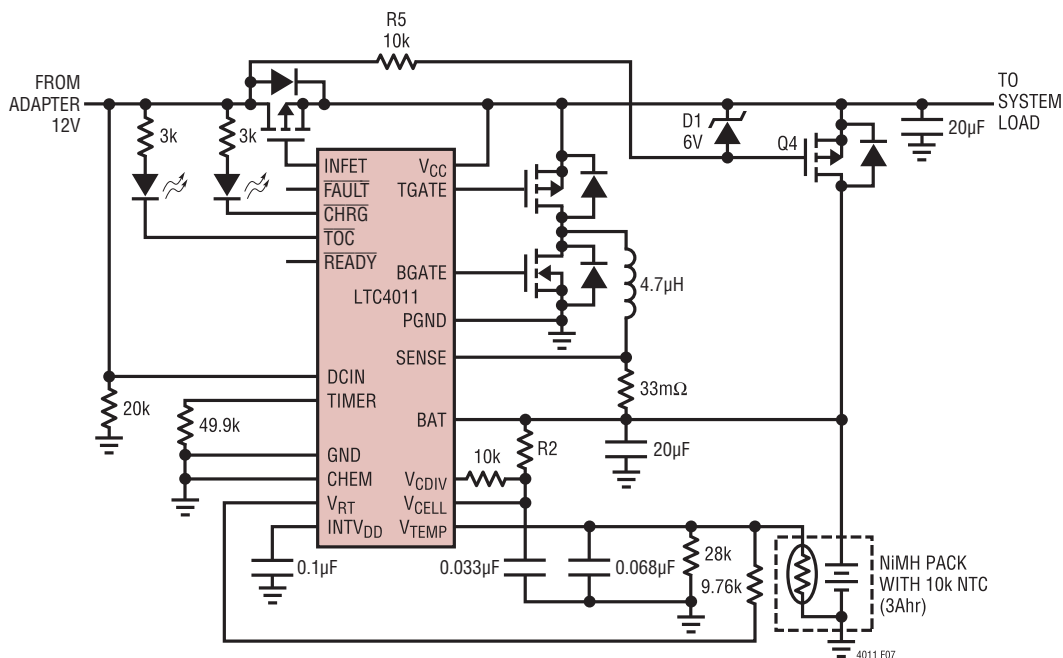 R5
10k
FROM
ADAPTER
12V
TO
SYSTEM
LOAD
3k
3k
D1
6V
Q4
20µF
INFET
FAULT
CHRG
TOC
READY
VCC
TGATE
BGATE
LTC4011
PGND
SENSE
4.7µH
33mΩ
DCIN
TIMER
20k
49.9k
BAT
R2
20µF
GND
CHEM
VRT
INTVDD
10k
VCDIV
VCELL
VTEMP
0.1µF
0.033µF
0.068µF
28k
9.76k
NiMH PACK
WITH 10k NTC
(3Ahr)
4011 F07